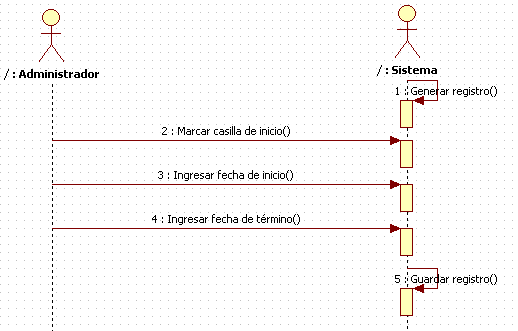 / : Administrador
/ : Sistema
1 : Generar registro()
2 : Marcar casilla de inicio()
3 : Ingresar fecha de inicio()
4 : Ingresar fecha de término()
5 : Guardar registro()